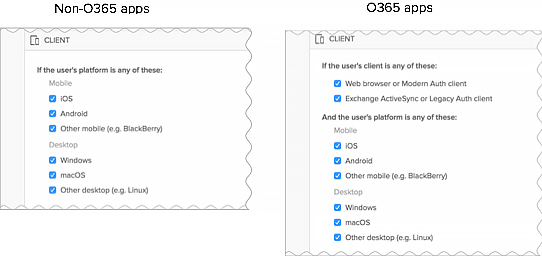 Non-O365 apps
CLIENT
If the user's platform is any of these:
Mobile
iOS
Android
Other mobile (e.g. BlackBerry)
Desktop
Windows
macOS
Other desktop (e.g. Linux)
O365 apps
CLIENT
If the user's client is any of these:
Web browser or Modern Auth client
Exchange ActiveSync or Legacy Auth client
And the user's platform is any of these:
Mobile
iOS
Android
Other mobile (e.g. BlackBerry)
Desktop
Windows
macOS
Other desktop (e.g. Linux)